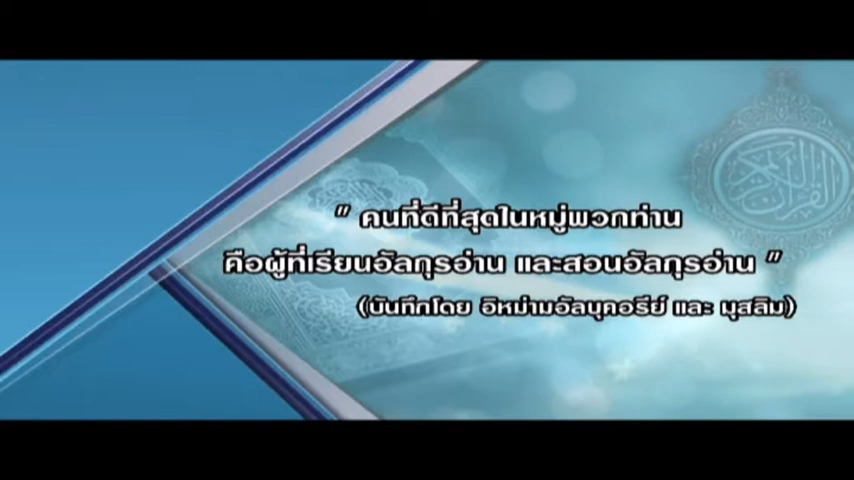 " คนที่ดีที่สุดในหมู่พวกท่าน
คือผู้ที่เรียนอัลกุรอ่าน และสอนอัลกุรอ่าน "
(บันทึกโดย อิหม่ามอัลบุคอรีย์ และ มุสลิม)
القرآن الكريم